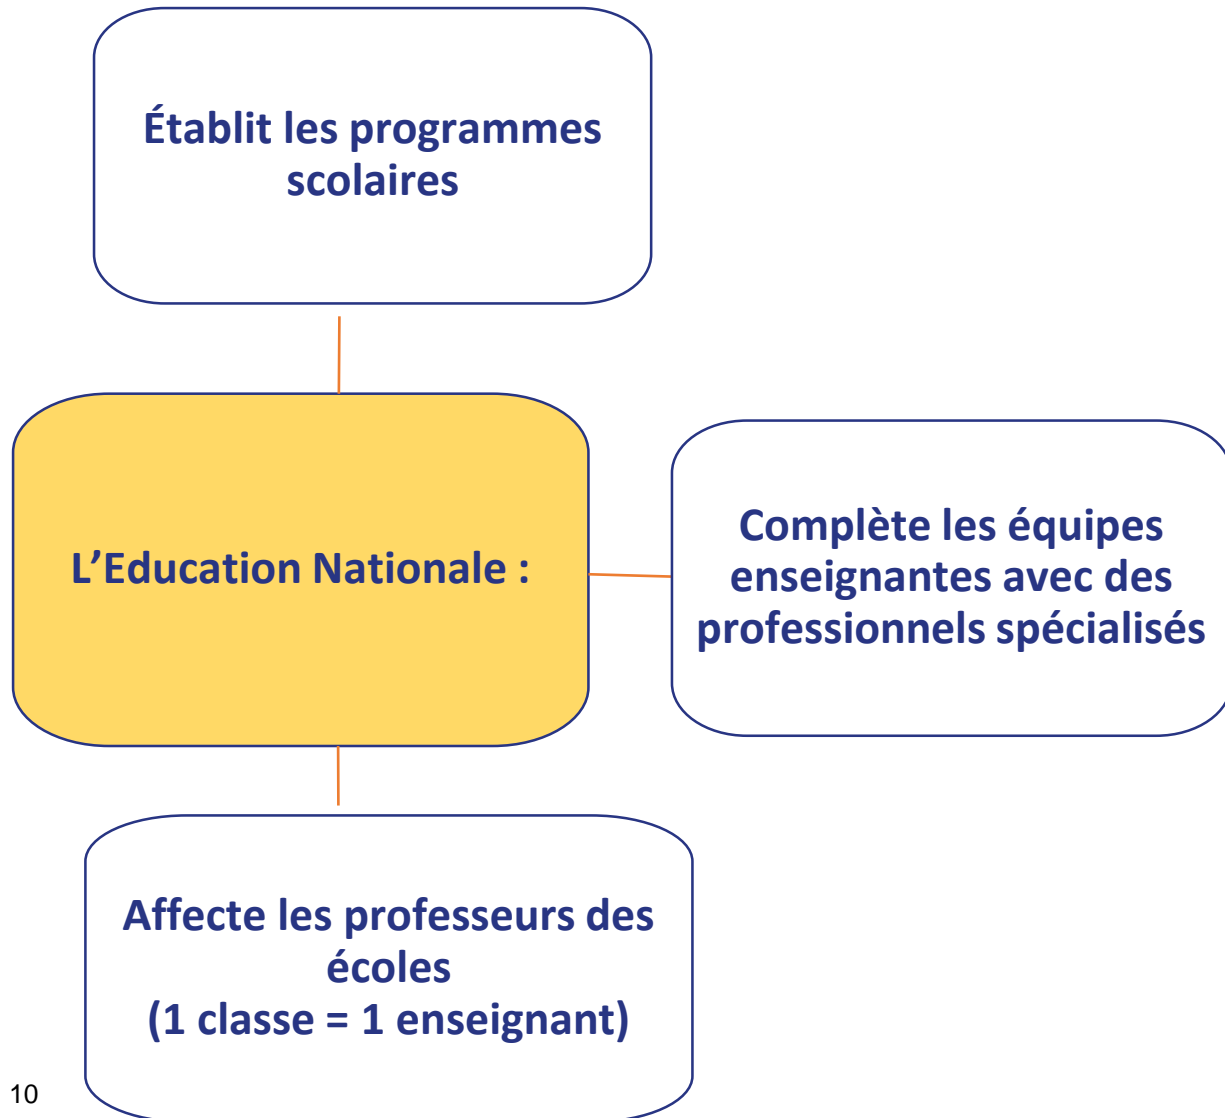 Établit les programmes
scolaires
L’Education Nationale :
Complète les équipes
enseignantes avec des
professionnels spécialisés
Affecte les professeurs des
écoles
(1 classe = 1 enseignant)
10